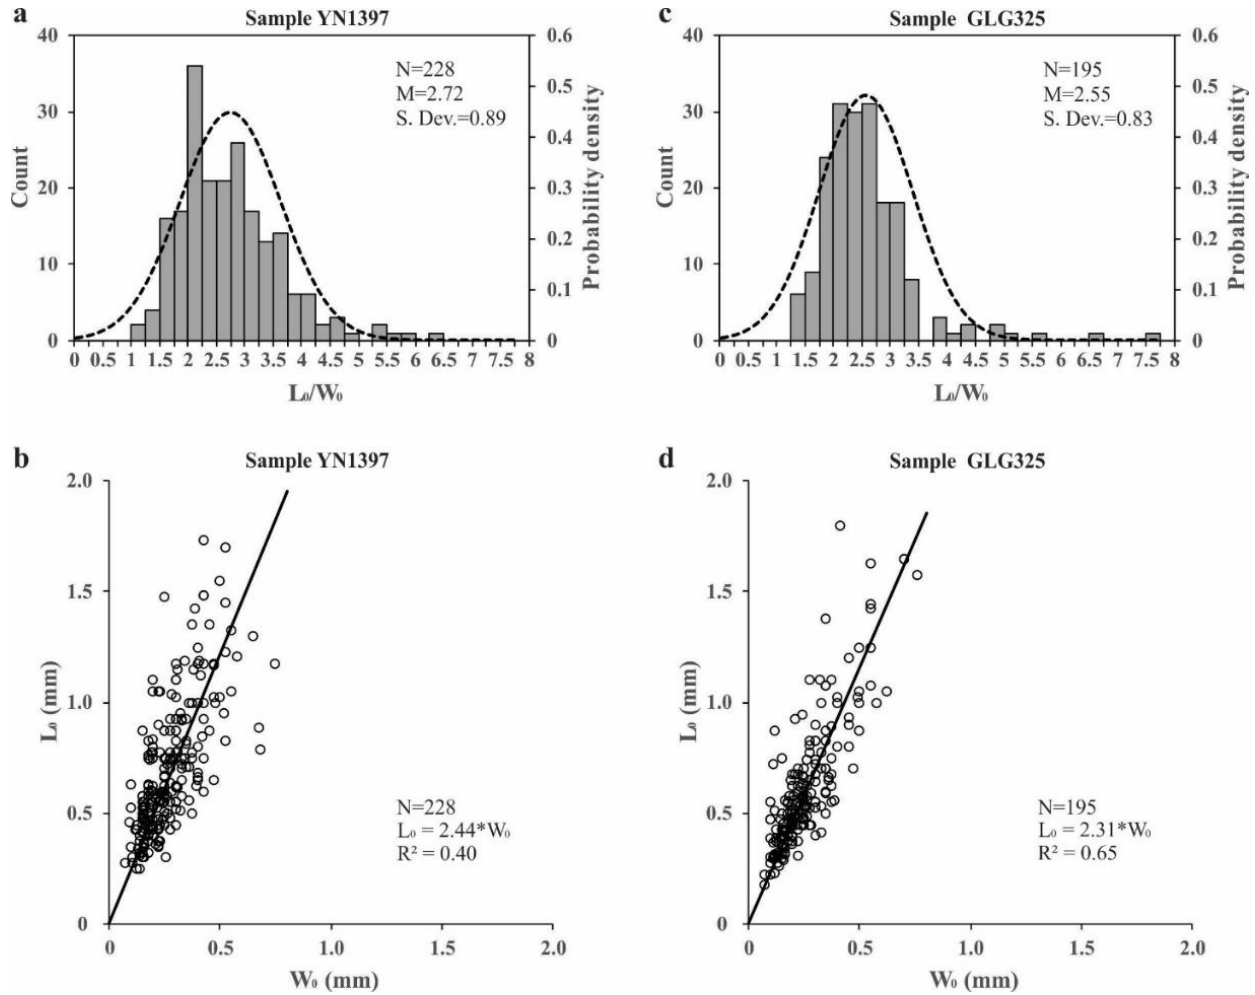 a
Sample YN1397
40
30
20
10
0
Count
0.6
0.5
0.4
0.3
0.2
0.1
0
Probability density
N=228
M=2.72
S. Dev.=0.89
0 0.5 1 1.5 2 2.5 3 3.5 4 4.5 5 5.5 6 6.5 7 7.5
L₀/W₀
c
Sample GLG325
40
30
20
10
0
Count
0.6
0.5
0.4
0.3
0.2
0.1
0
Probability density
N=195
M=2.55
S. Dev.=0.83
0 0.5 1 1.5 2 2.5 3 3.5 4 4.5 5 5.5 6 6.5 7 7.5 8
L₀/W₀
b
Sample YN1397
2.0
1.5
1.0
0.5
0
L₀ (mm)
N=228
L₀ = 2.44*W₀
R² = 0.40
0 0.5 1.0 1.5 2.0
W₀ (mm)
d
Sample GLG325
2.0
1.5
1.0
0.5
0
L₀ (mm)
N=195
L₀ = 2.31*W₀
R² = 0.65
0 0.5 1.0 1.5 2.0
W₀ (mm)